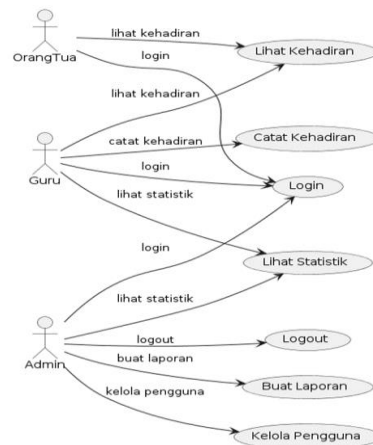 lihat kehadiran
Lihat Kehadiran
OrangTua
login
lihat kehadiran
catat kehadiran
Catat Kehadiran
login
Guru
Login
lihat statistik
login
Lihat Statistik
lihat statistik
logout
Logout
Admin
buat laporan
Buat Laporan
kelola pengguna
Kelola Pengguna